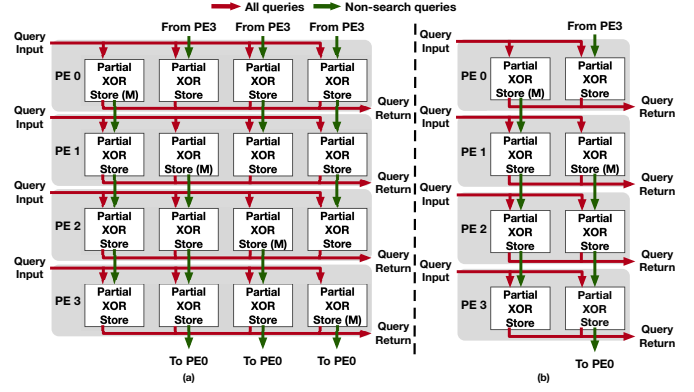 All queries Non-search queries
From PE3 From PE3 From PE3 From PE3
Query Input Query Input
PE 0 Partial XOR Store (M) Partial XOR Store Partial XOR Store Partial XOR Store PE 0 Partial XOR Store (M) Partial XOR Store
Query Return Query Return
Query Input Query Input
PE 1 Partial XOR Store Partial XOR Store (M) Partial XOR Store Partial XOR Store PE 1 Partial XOR Store Partial XOR Store (M)
Query Return Query Return
Query Input Query Input
PE 2 Partial XOR Store Partial XOR Store Partial XOR Store (M) Partial XOR Store PE 2 Partial XOR Store Partial XOR Store
Query Return Query Return
Query Input Query Input
PE 3 Partial XOR Store Partial XOR Store Partial XOR Store Partial XOR Store (M) PE 3 Partial XOR Store Partial XOR Store
Query Return Query Return
To PE0 To PE0 To PE0 To PE0
(a) (b)